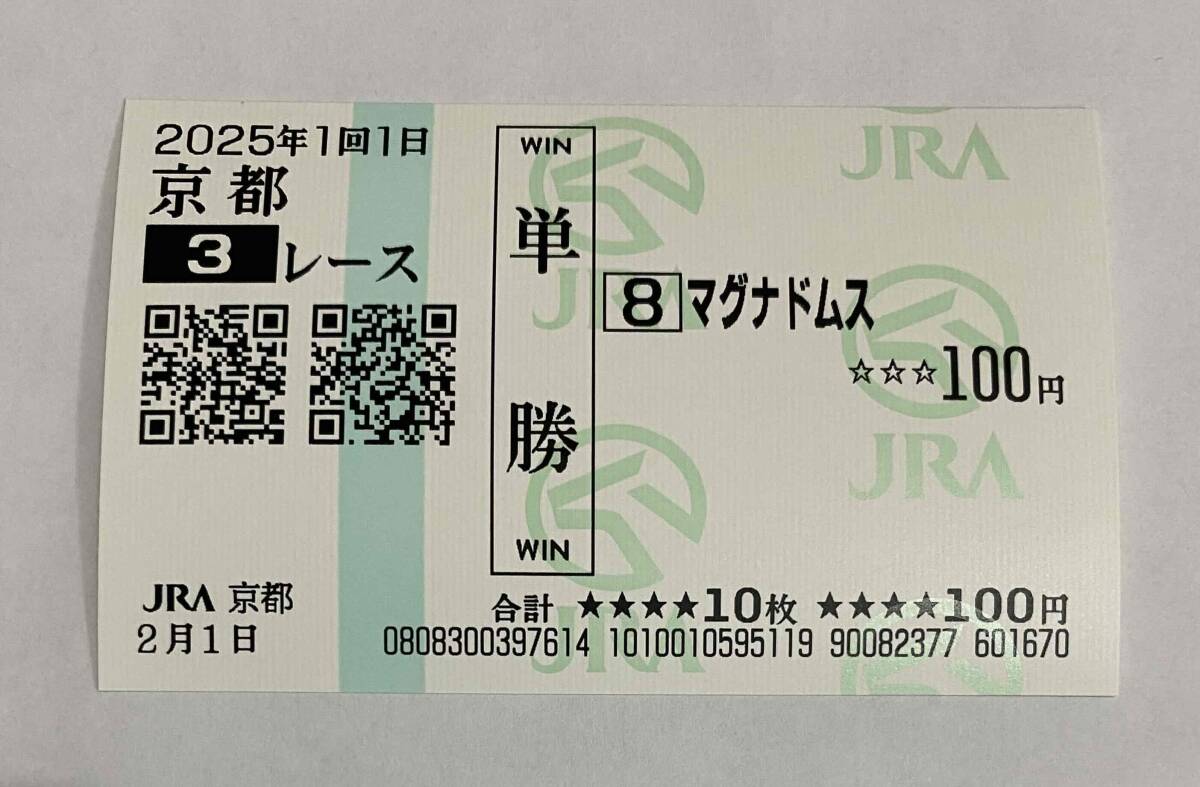 2025年1回1日
京都
3レース
WIN
単勝
WIN
8 マグナドムス
☆☆☆100円
JRA 京都
2月1日
合計 ★★★★10枚 ★★★★100円
0808300397614 1010010595119 90082377 601670
JRA
JRA
JRA
JRA